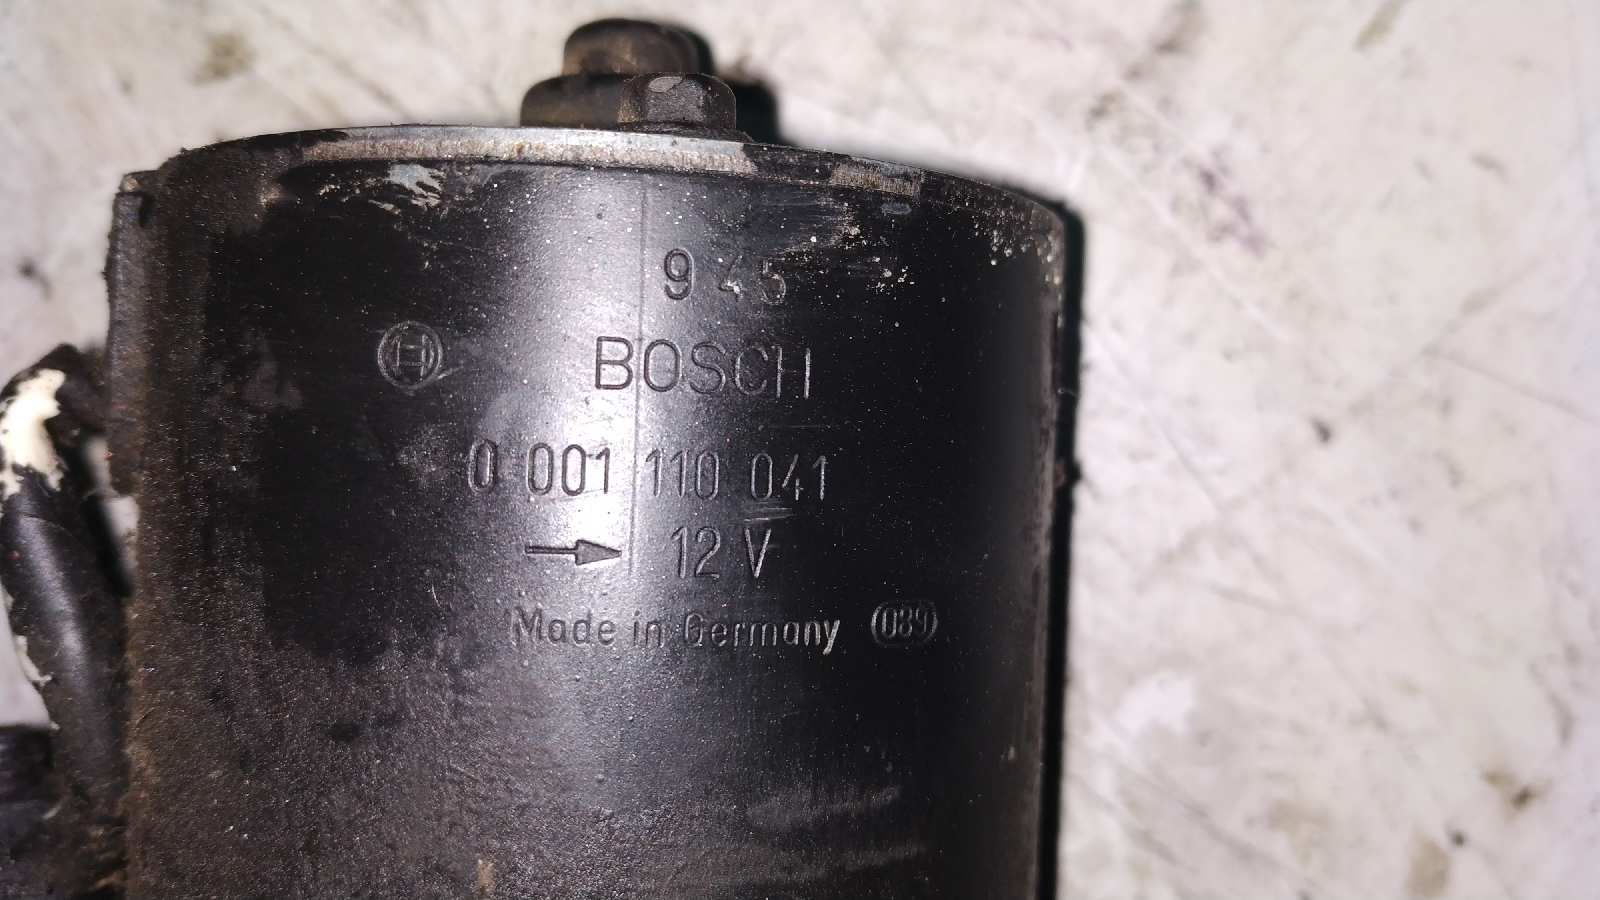 945
BOSCH
0 001 110 041
12 V
Made in Germany 089